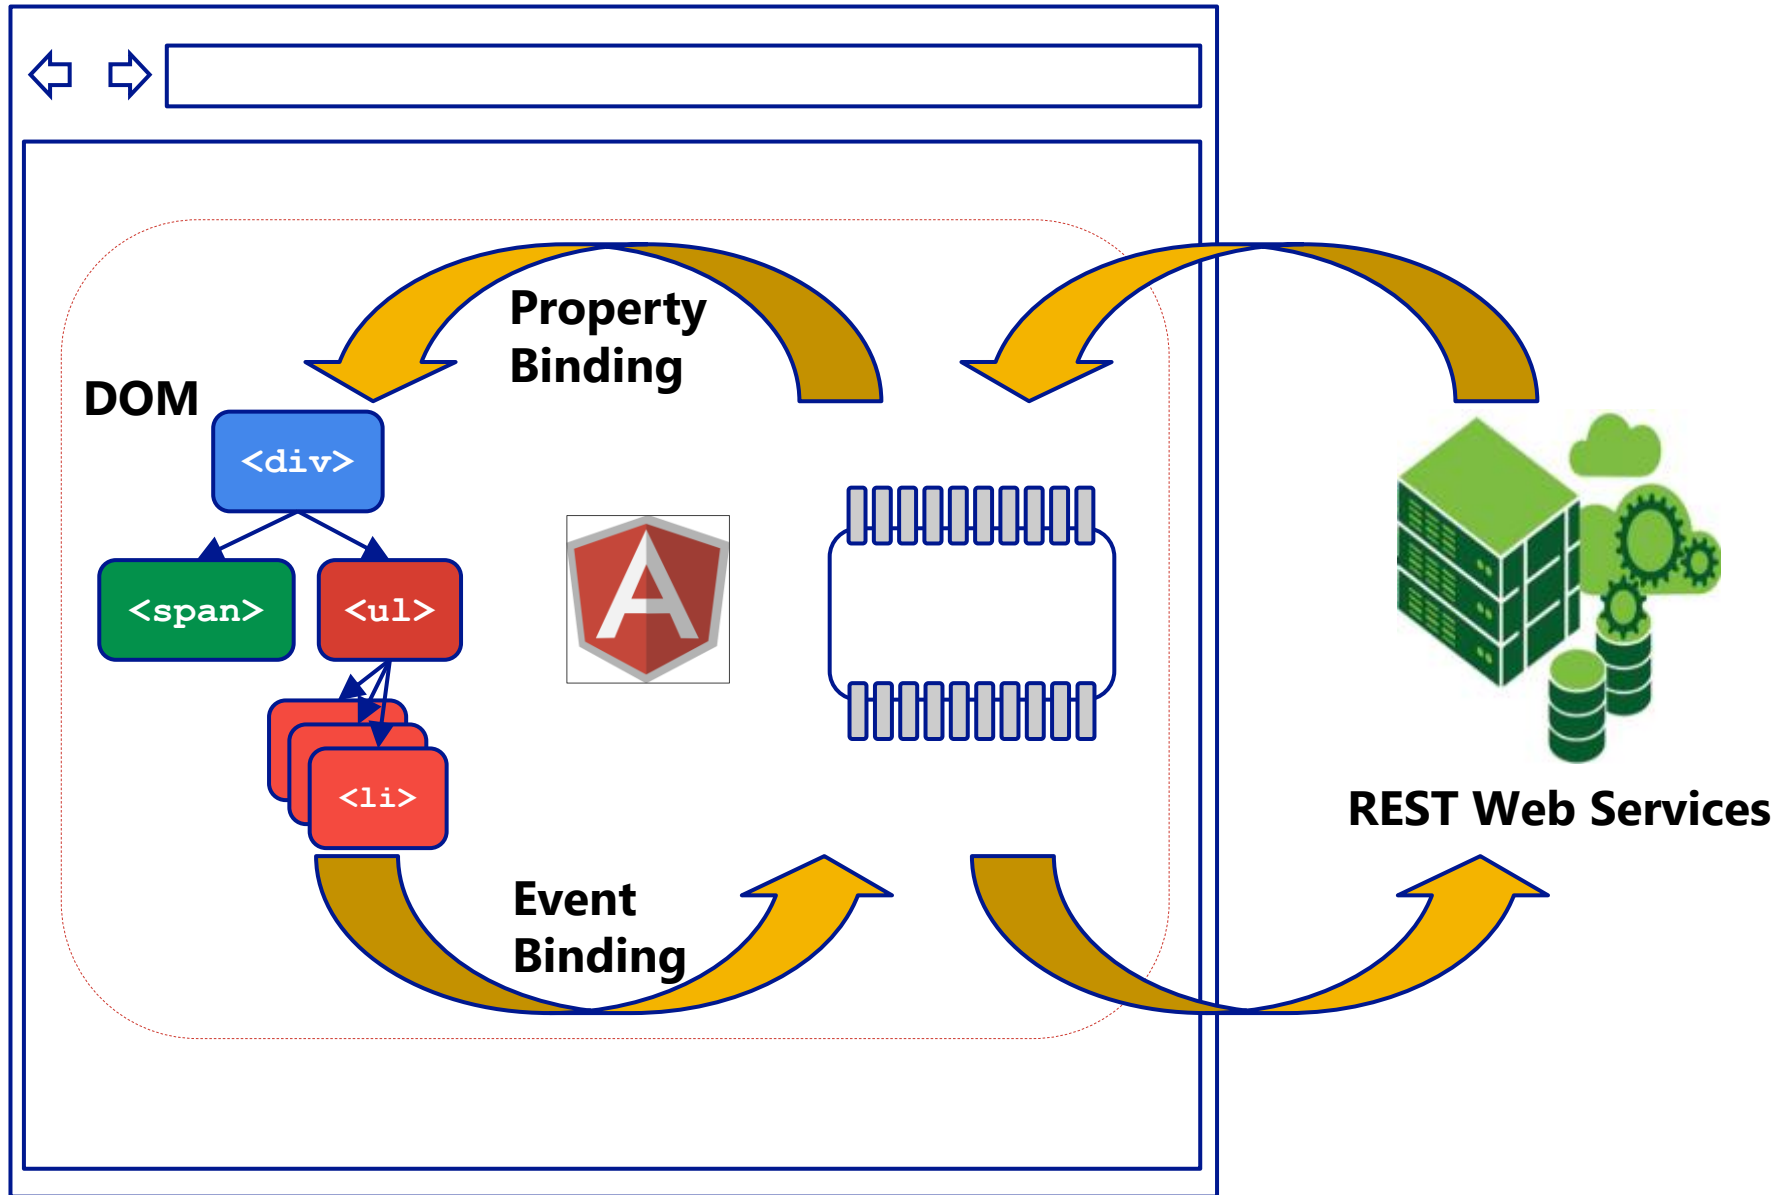 Property
Binding
DOM
<div>
<span>
<ul>
<li>
REST Web Services
Event
Binding